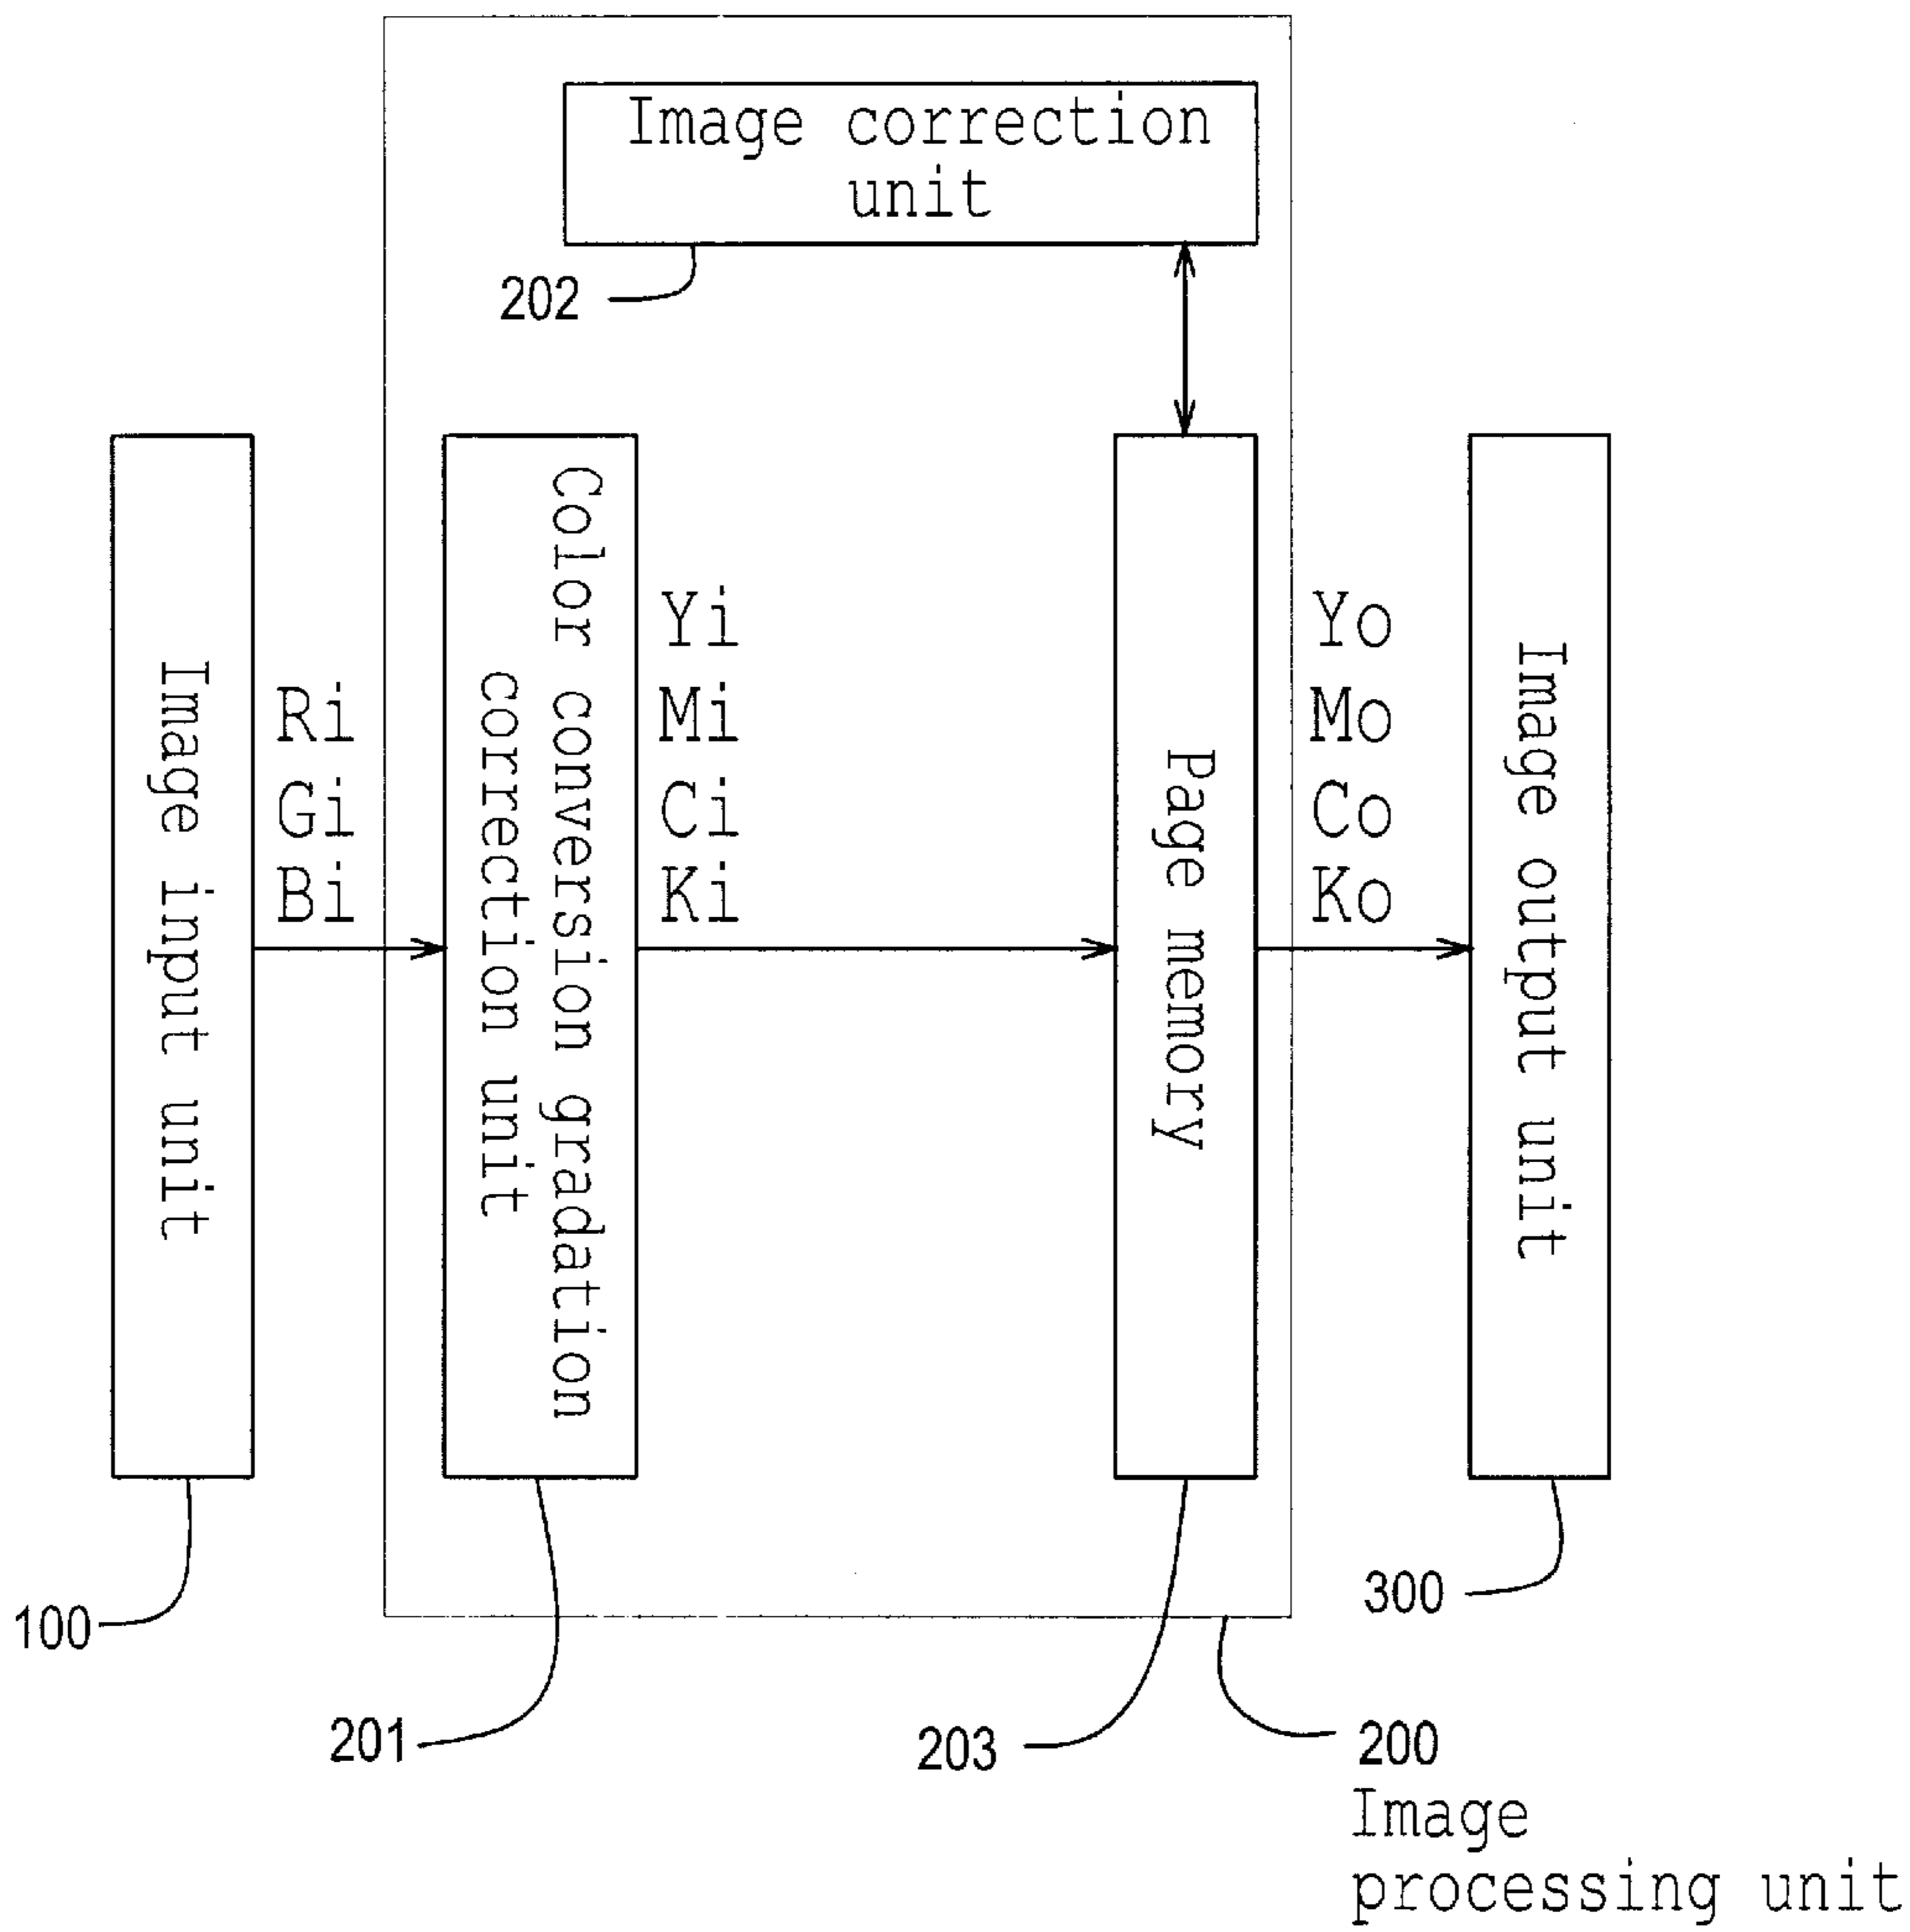 Image correction
unit
202
Image input unit
Ri
Gi
Bi
Color conversion gradation
correction unit
Yi
Mi
Ci
Ki
Page memory
Yo
Mo
Co
Ko
Image output unit
100
201
203
300
200
Image
processing unit